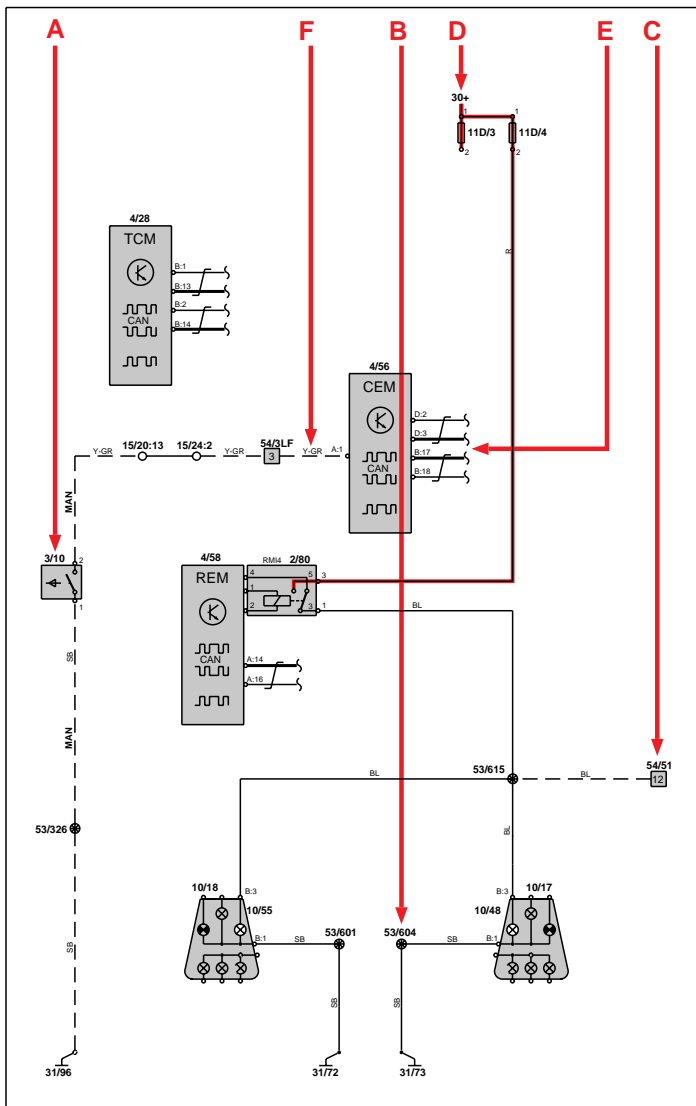 A F B D E C
30+
1 1
11D/3 11D/4
2 2
R
4/28
TCM
B:1
B:13
B:2
CAN
B:14
4/56
CEM
D:2
D:3
B:17
CAN
B:18
15/20:13 15/24:2 54/3LF
Y-GR Y-GR Y-GR A:1
3
MAN
3/10
2
1
4/58
REM
RMI4 2/80
4 5 3
1
2 3 1
BL
CAN
A:14
A:16
SB
MAN
53/615
BL BL
54/51
12
53/326
BL
10/18 B:3
10/55
B:1 SB 53/601
53/604 SB B:1
B:3 10/17
10/48
SB
SB
SB
31/96 31/72 31/73